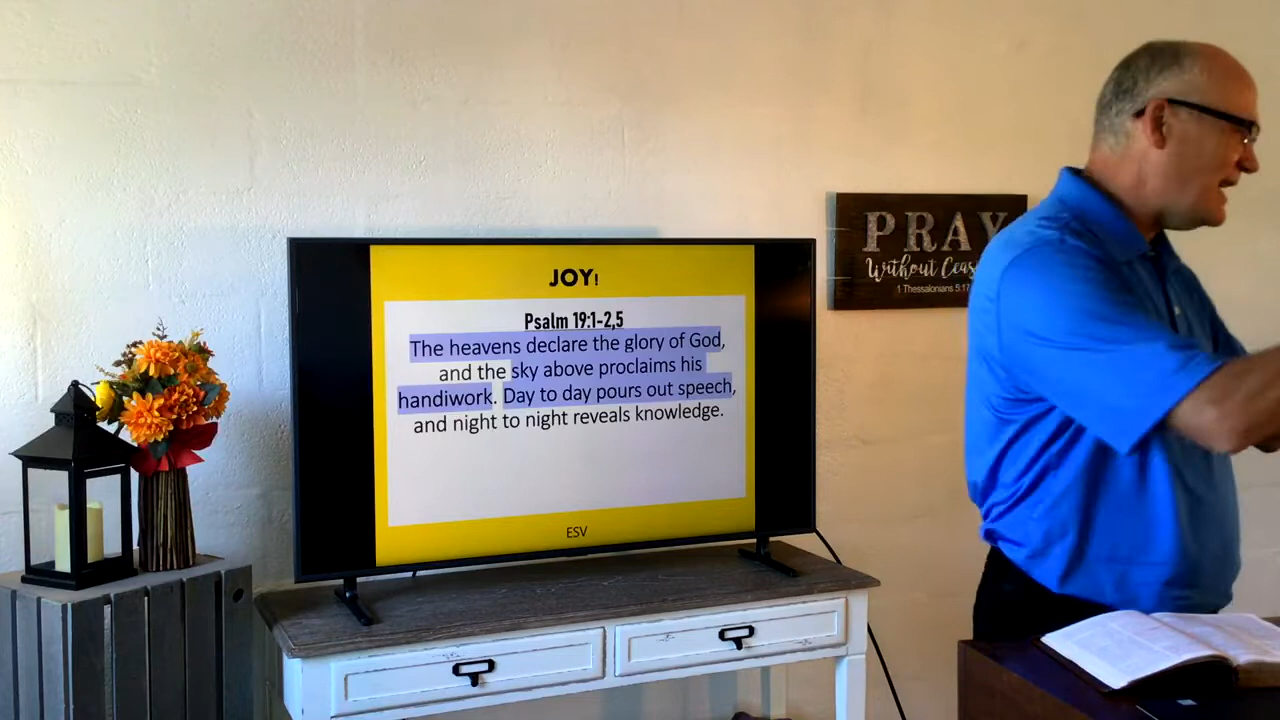 JOY!
Psalm 19:1-2,5
The heavens declare the glory of God,
and the sky above proclaims his
handiwork. Day to day pours out speech,
and night to night reveals knowledge.
ESV
PRAY
Without
1 Thessalonians 5:17